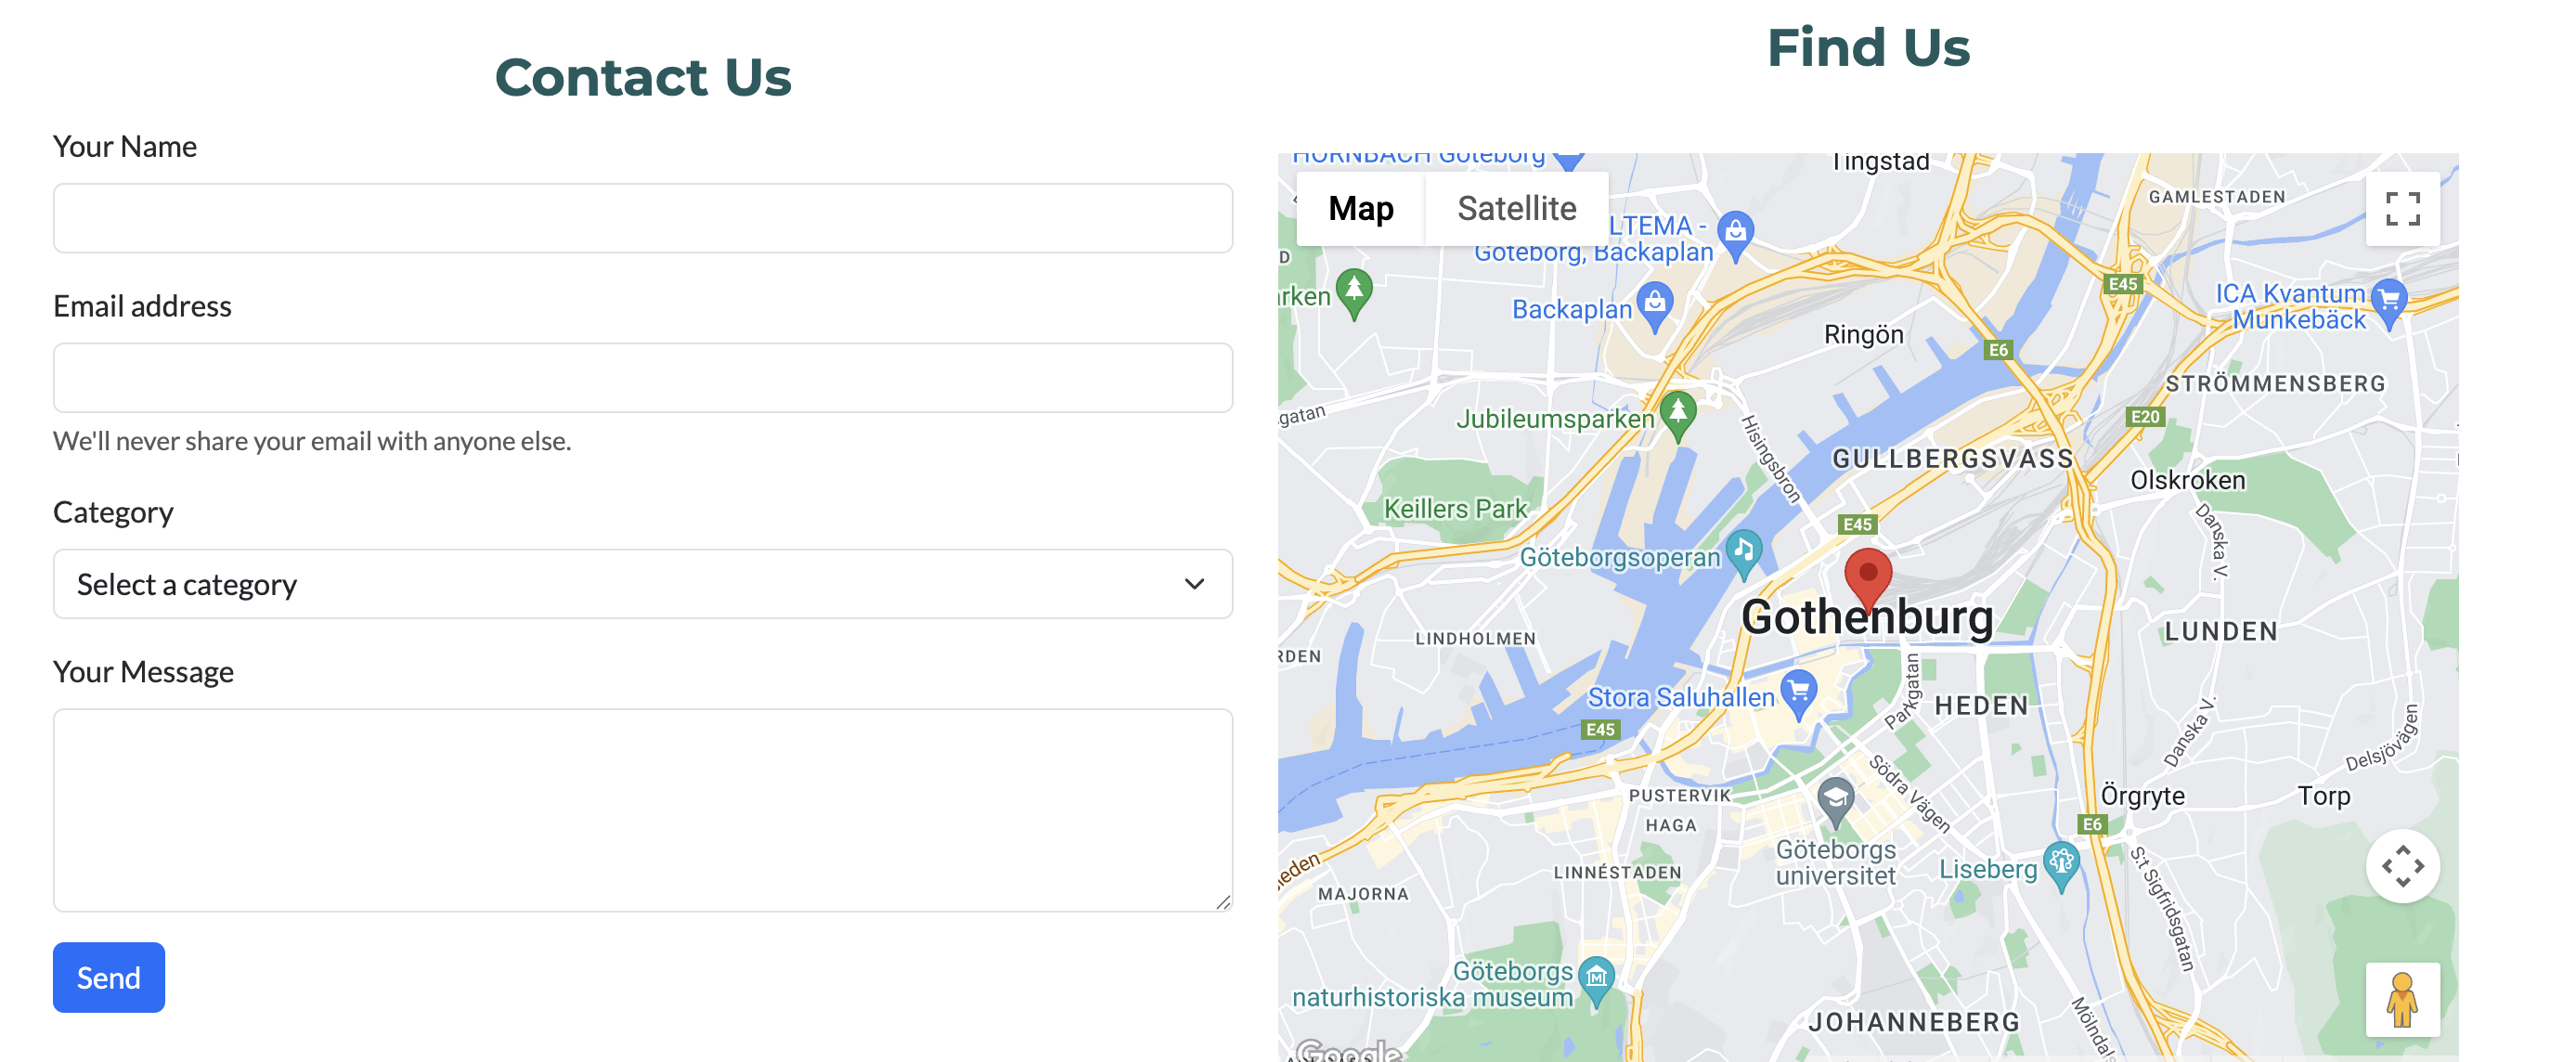 Contact Us
Your Name
Email address
We'll never share your email with anyone else.
Category
Select a category
Your Message
Send
Find Us
HORNBACH Göteborg
Tingstad
Map
Satellite
GAMLESTADEN
LTEMA -
Göteborg, Backaplan
D
rken
Backaplan
E45
ICA Kvantum
Munkebäck
Ringön
E6
STRÖMMENSBERG
gatan
Jubileumsparken
Hisingsbron
E20
GULLBERGSVASS
Olskroken
Keillers Park
E45
Danska V.
Göteborgsoperan
Gothenburg
LINDHOLMEN
LUNDEN
RDEN
Parkgatan
Stora Saluhallen
HEDEN
Parkgatan
E45
Danska V.
Delsjövägen
Södra Vägen
PUSTERVIK
Örgryte
Torp
HAGA
E6
Göteborgs
universitet
Liseberg
LINNÉSTADEN
S:t Sigfridsgatan
leden
MAJORNA
Göteborgs
naturhistoriska museum
JOHANNEBERG
Mölndals
Google